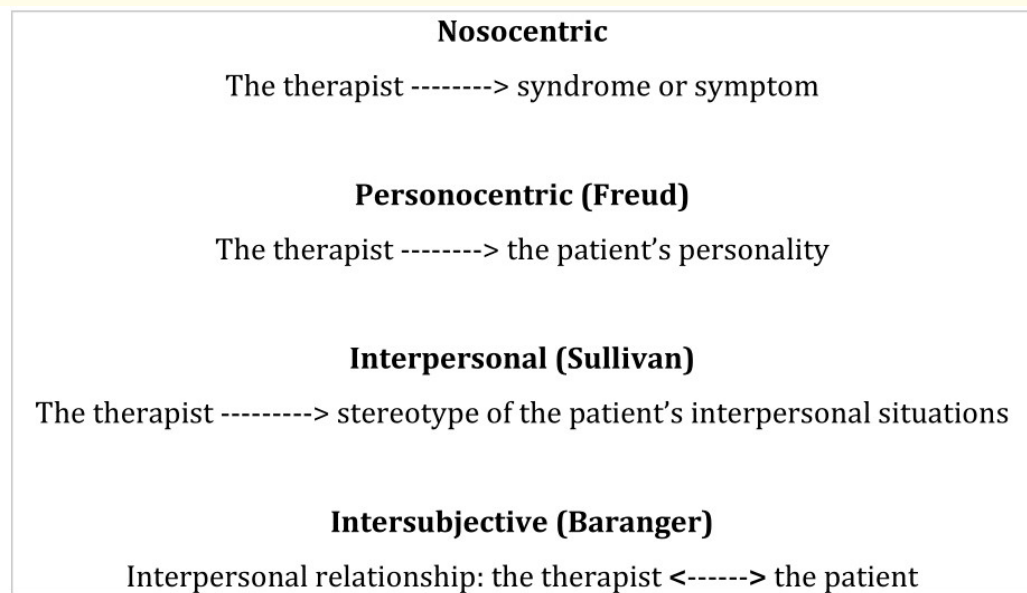 Nosocentric
The therapist --------> syndrome or symptom
Personocentric (Freud)
The therapist --------> the patient’s personality
Interpersonal (Sullivan)
The therapist ---------> stereotype of the patient’s interpersonal situations
Intersubjective (Baranger)
Interpersonal relationship: the therapist <------> the patient